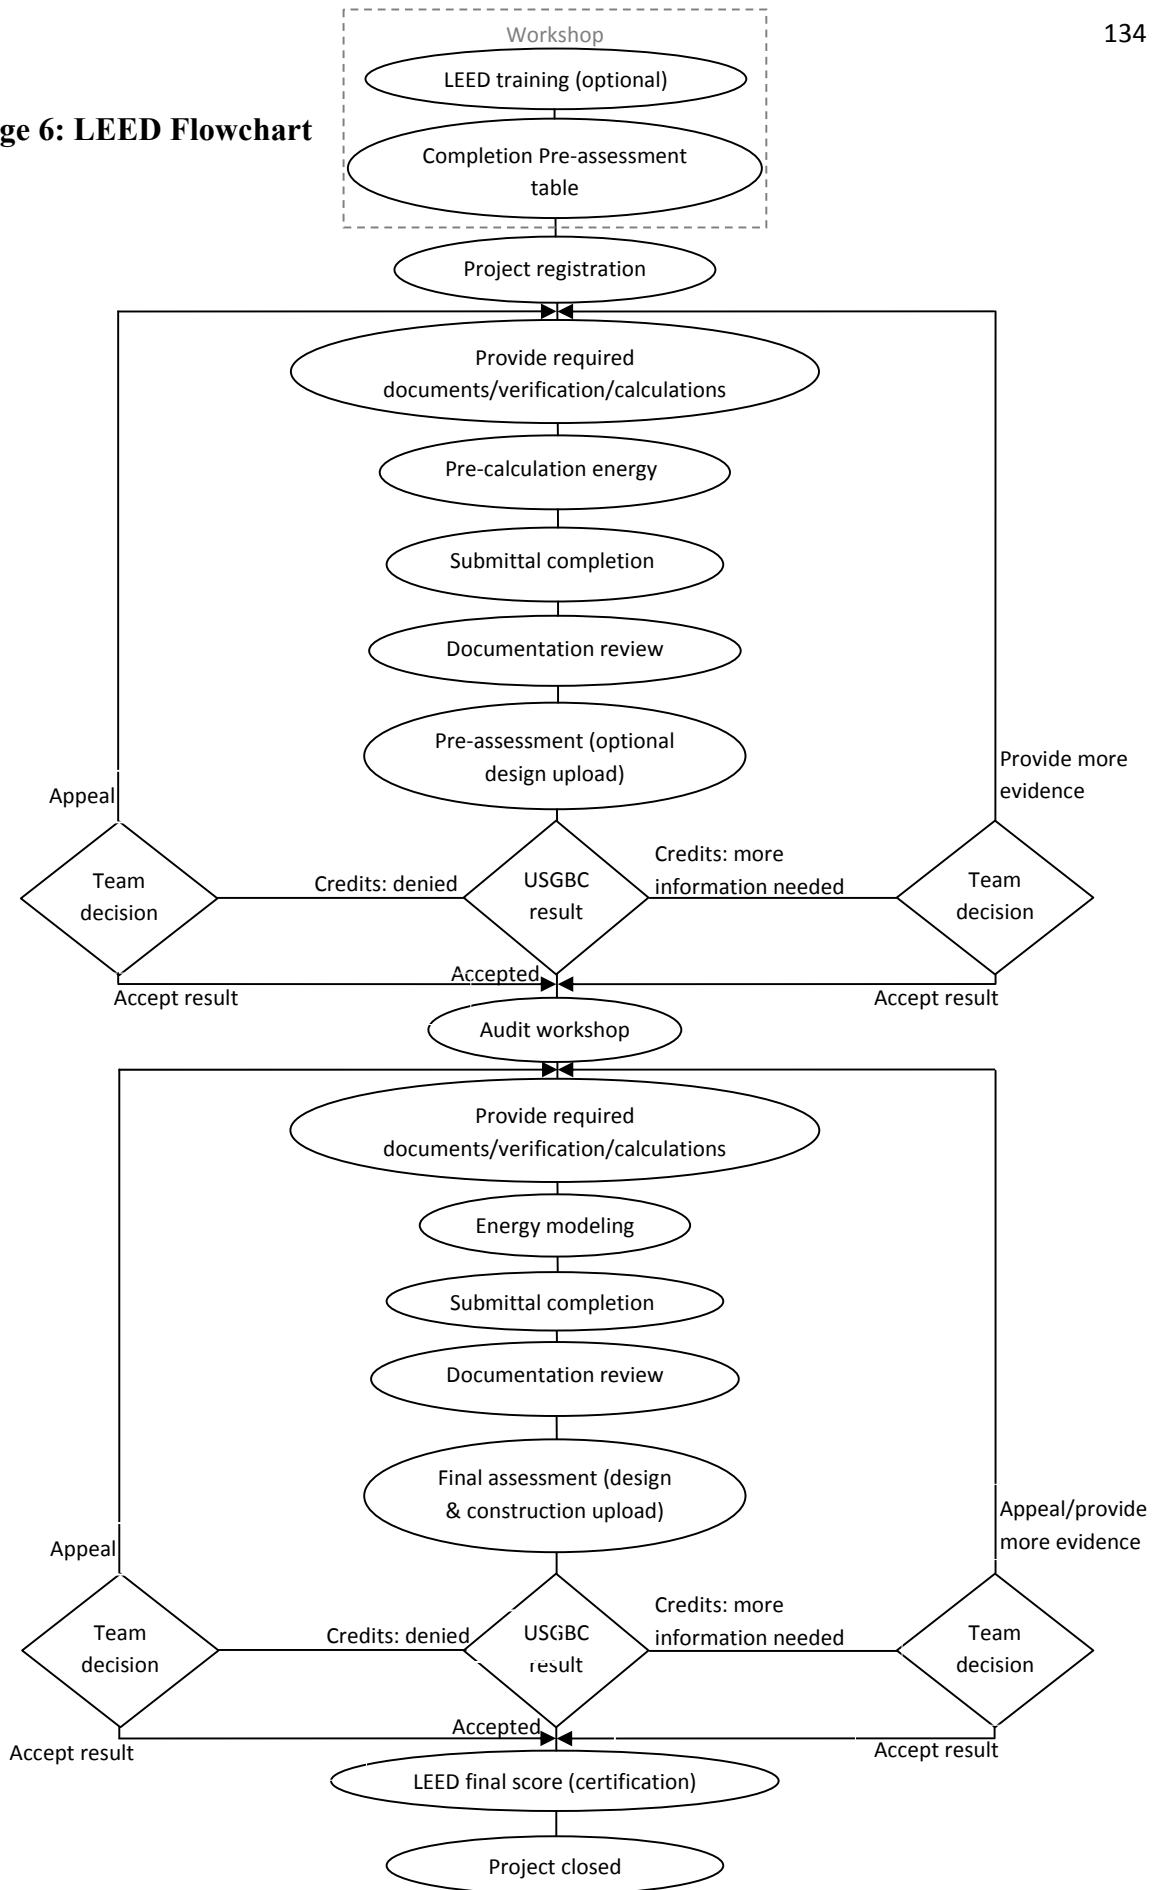 134
Workshop
LEED training (optional)
ge 6: LEED Flowchart
Completion Pre-assessment
table
Project registration
Provide required
documents/verification/calculations
Pre-calculation energy
Submittal completion
Documentation review
Pre-assessment (optional
design upload)
Provide more
evidence
Appeal
Team
decision
Credits: denied
USGBC
result
Credits: more
information needed
Team
decision
Accepted
Accept result
Accept result
Audit workshop
Provide required
documents/verification/calculations
Energy modeling
Submittal completion
Documentation review
Final assessment (design
& construction upload)
Appeal/provide
more evidence
Appeal
Team
decision
Credits: denied
USGBC
result
Credits: more
information needed
Team
decision
Accepted
Accept result
Accept result
LEED final score (certification)
Project closed